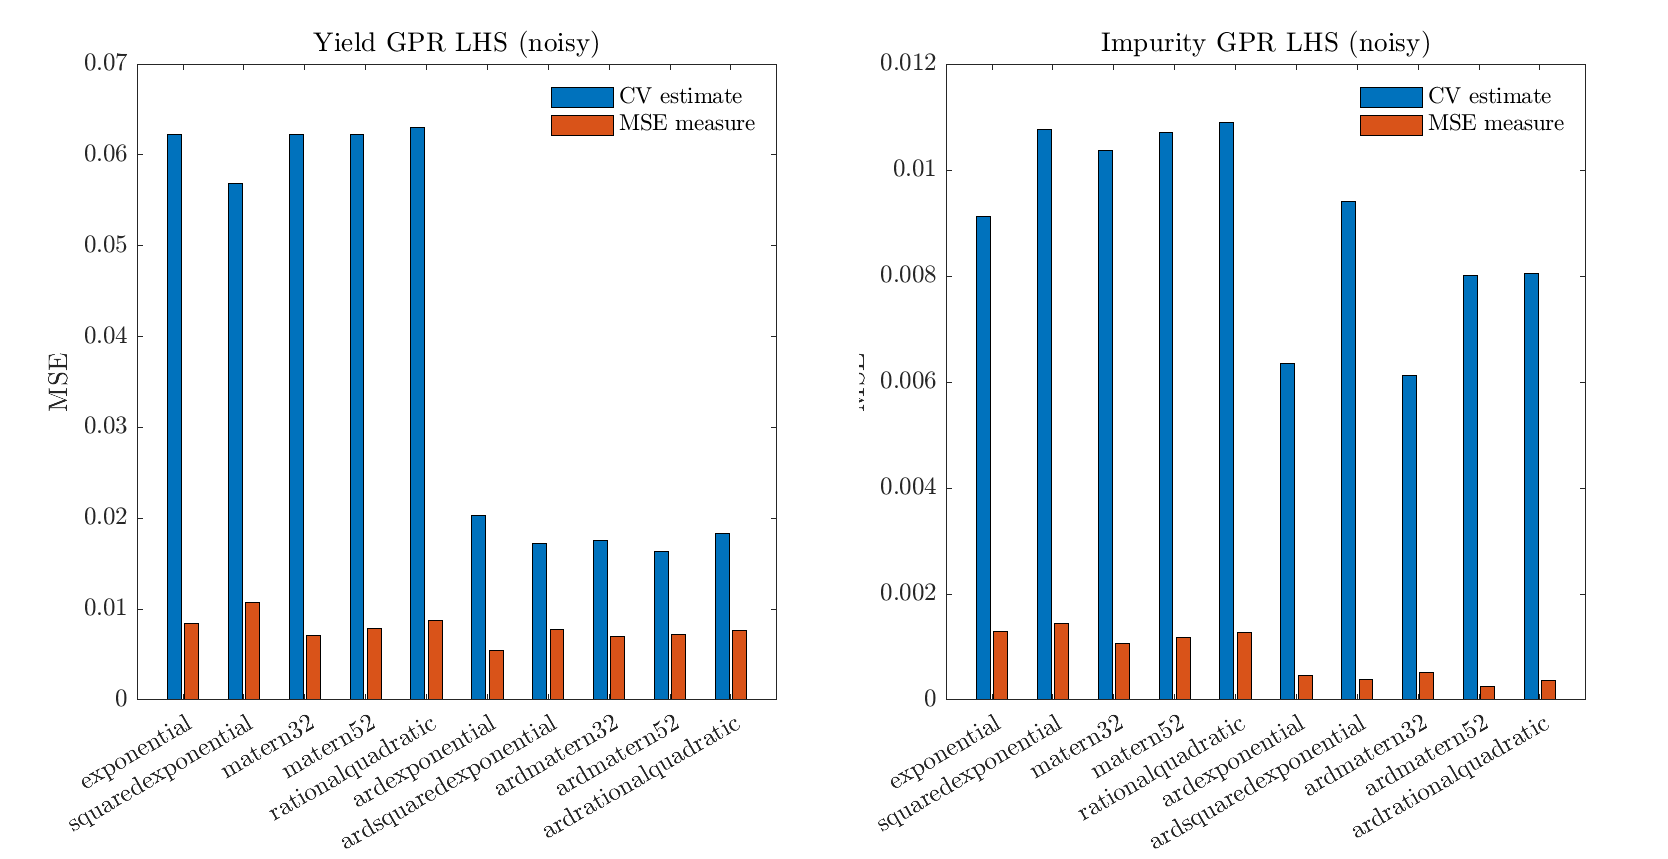 Yield GPR LHS (noisy)
0.07
0.06
0.05
0.04
0.03
0.02
0.01
0
MSE
CV estimate
MSE measure
exponential
squaredexponential
matern32
matern52
rationalquadratic
ardexponential
ardsquaredexponential
ardmatern32
ardmatern52
ardrationalquadratic
Impurity GPR LHS (noisy)
0.012
0.01
0.008
0.006
0.004
0.002
0
MSE
CV estimate
MSE measure
exponential
squaredexponential
matern32
matern52
rationalquadratic
ardexponential
ardsquaredexponential
ardmatern32
ardmatern52
ardrationalquadratic